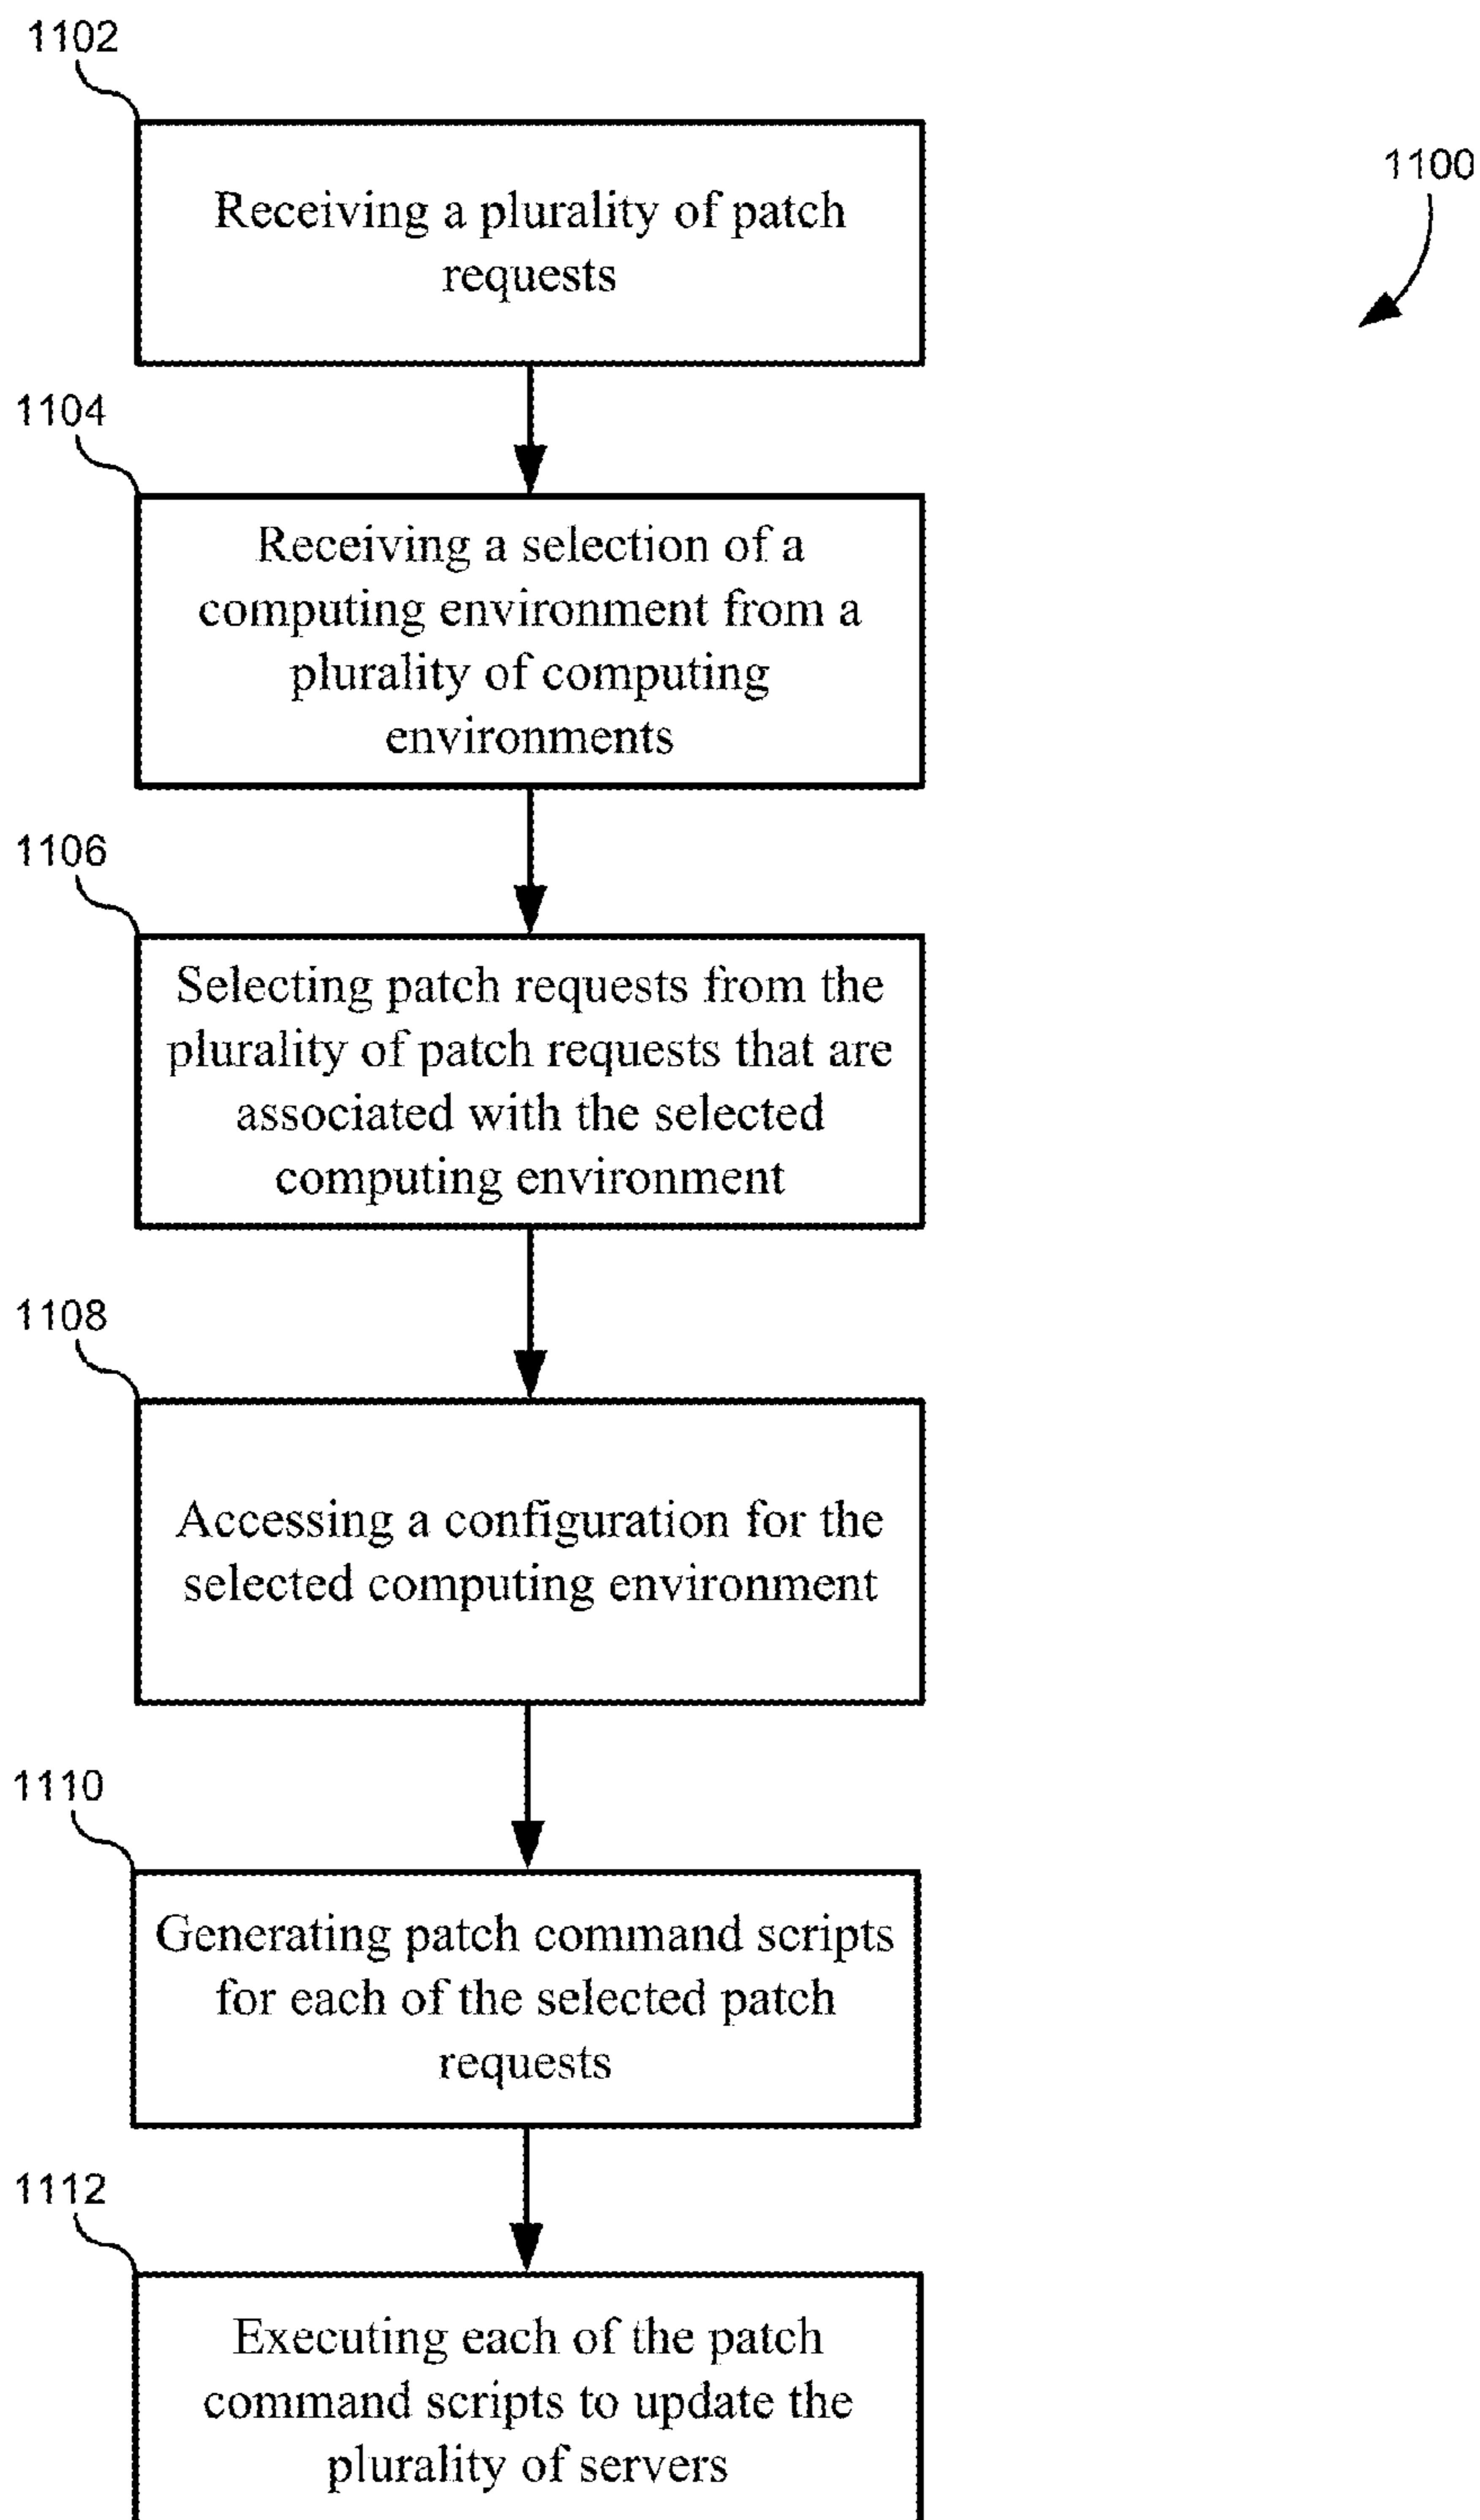 1102
1100
Receiving a plurality of patch
requests
1104
Receiving a selection of a
computing environment from a
plurality of computing
environments
1106
Selecting patch requests from the
plurality of patch requests that are
associated with the selected
computing environment
1108
Accessing a configuration for the
selected computing environment
1110
Generating patch command scripts
for each of the selected patch
requests
1112
Executing each of the patch
command scripts to update the
plurality of servers